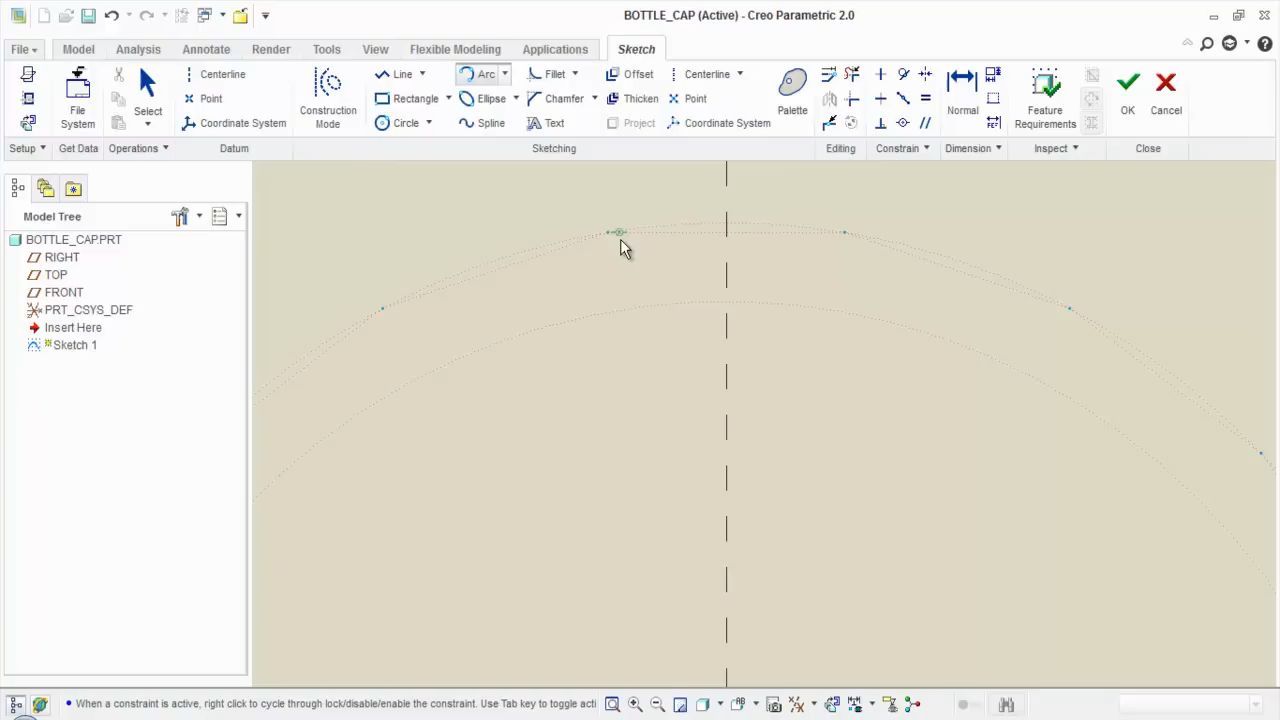 BOTTLE_CAP (Active) - Creo Parametric 2.0
File Model Analysis Annotate Render Tools View Flexible Modeling Applications Sketch
Centerline Line Arc Fillet Offset Centerline
Point Rectangle Ellipse Chamfer Thicken Point
File System Select Coordinate System Construction Mode Circle Spline Text Project Coordinate System Palette Normal Feature Requirements OK Cancel
Setup Get Data Operations Datum Sketching Editing Constrain Dimension Inspect Close
Model Tree
BOTTLE_CAP.PRT
RIGHT
TOP
FRONT
PRT_CSYS_DEF
Insert Here
Sketch 1
When a constraint is active, right click to cycle through lock/disable/enable the constraint. Use Tab key to toggle acti